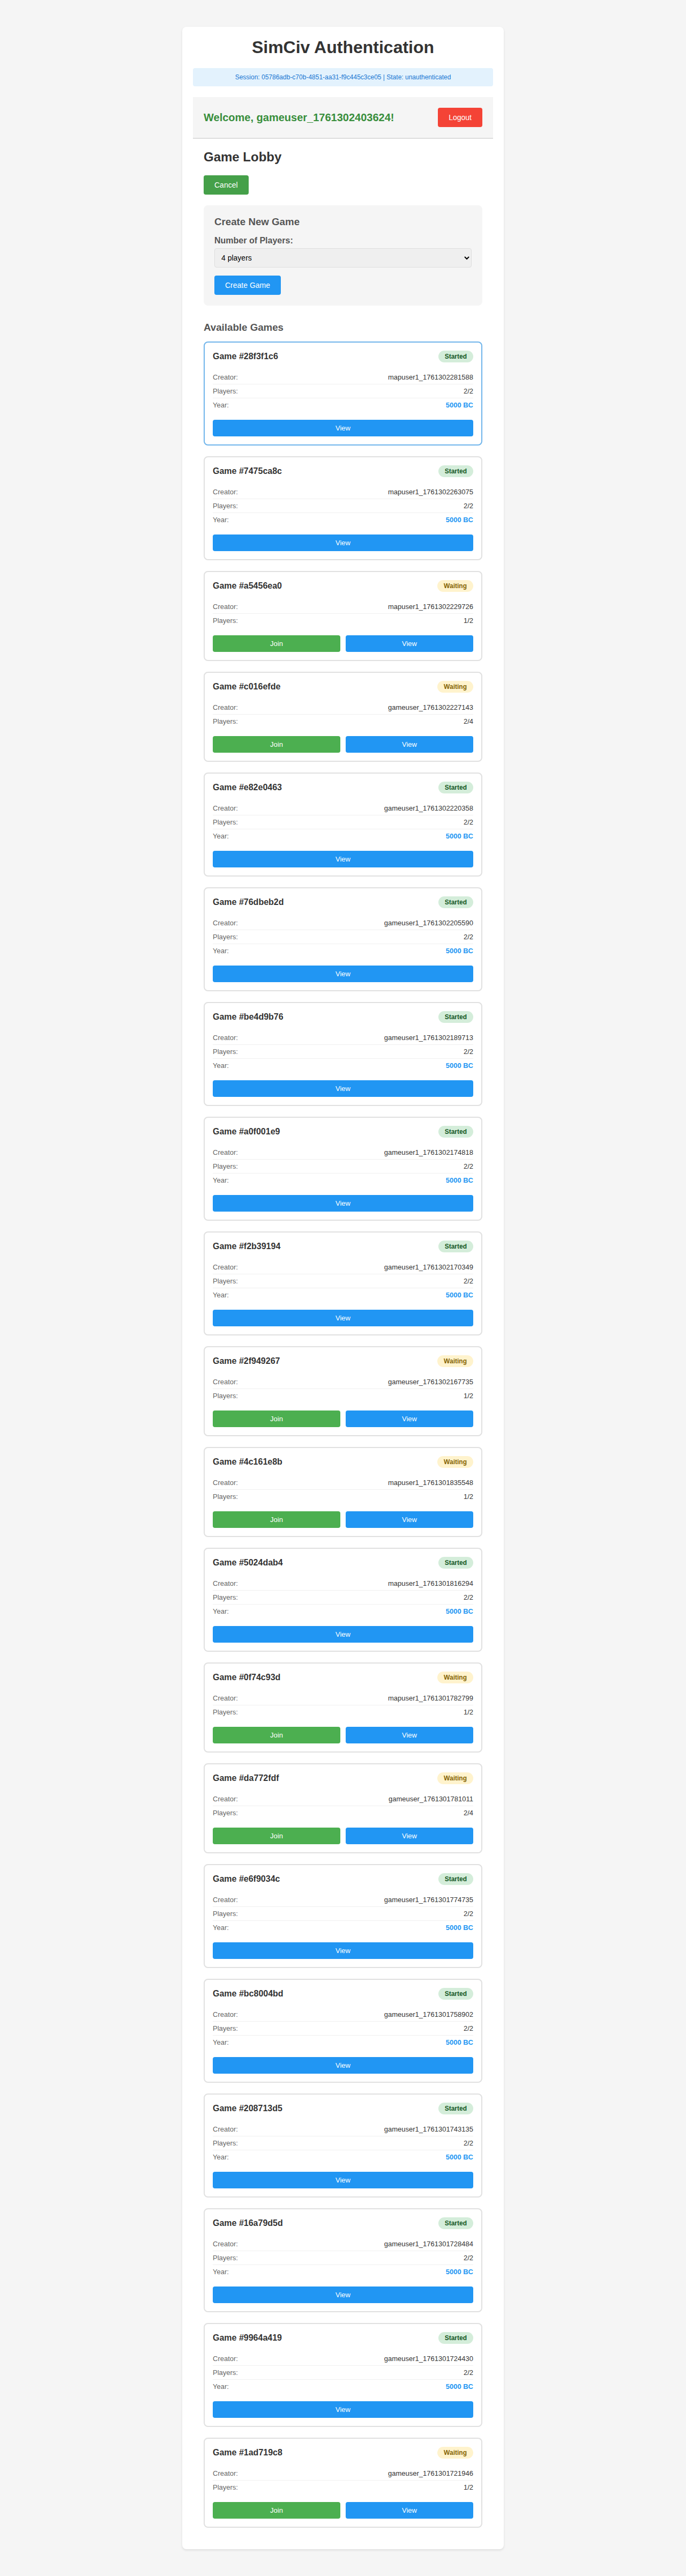 SimCiv Authentication
Session: 05786adb-c70b-4851-aa31-f9c445c3ce05 | State: unauthenticated
Welcome, gameuser_1761302403624!
Logout
Game Lobby
Cancel
Create New Game
Number of Players:
4 players
Create Game
Available Games
Game #28f3f1c6 Started
Creator: mapuser1_1761302281588
Players: 2/2
Year: 5000 BC
View
Game #7475ca8c Started
Creator: mapuser1_1761302263075
Players: 2/2
Year: 5000 BC
View
Game #a5456ea0 Waiting
Creator: mapuser1_1761302229726
Players: 1/2
Join View
Game #c016efde Waiting
Creator: gameuser_1761302227143
Players: 2/4
Join View
Game #e82e0463 Started
Creator: gameuser1_1761302220358
Players: 2/2
Year: 5000 BC
View
Game #76dbeb2d Started
Creator: gameuser1_1761302205590
Players: 2/2
Year: 5000 BC
View
Game #be4d9b76 Started
Creator: gameuser1_1761302189713
Players: 2/2
Year: 5000 BC
View
Game #a0f001e9 Started
Creator: gameuser1_1761302174818
Players: 2/2
Year: 5000 BC
View
Game #f2b39194 Started
Creator: gameuser1_1761302170349
Players: 2/2
Year: 5000 BC
View
Game #2f949267 Waiting
Creator: gameuser_1761302167735
Players: 1/2
Join View
Game #4c161e8b Waiting
Creator: mapuser1_1761301835548
Players: 1/2
Join View
Game #5024dab4 Started
Creator: mapuser1_1761301816294
Players: 2/2
Year: 5000 BC
View
Game #0f74c93d Waiting
Creator: mapuser1_1761301782799
Players: 1/2
Join View
Game #da772fdf Waiting
Creator: gameuser_1761301781011
Players: 2/4
Join View
Game #e6f9034c Started
Creator: gameuser1_1761301774735
Players: 2/2
Year: 5000 BC
View
Game #bc8004bd Started
Creator: gameuser1_1761301758902
Players: 2/2
Year: 5000 BC
View
Game #208713d5 Started
Creator: gameuser1_1761301743135
Players: 2/2
Year: 5000 BC
View
Game #16a79d5d Started
Creator: gameuser1_1761301728484
Players: 2/2
Year: 5000 BC
View
Game #9964a419 Started
Creator: gameuser1_1761301724430
Players: 2/2
Year: 5000 BC
View
Game #1ad719c8 Waiting
Creator: gameuser_1761301721946
Players: 1/2
Join View